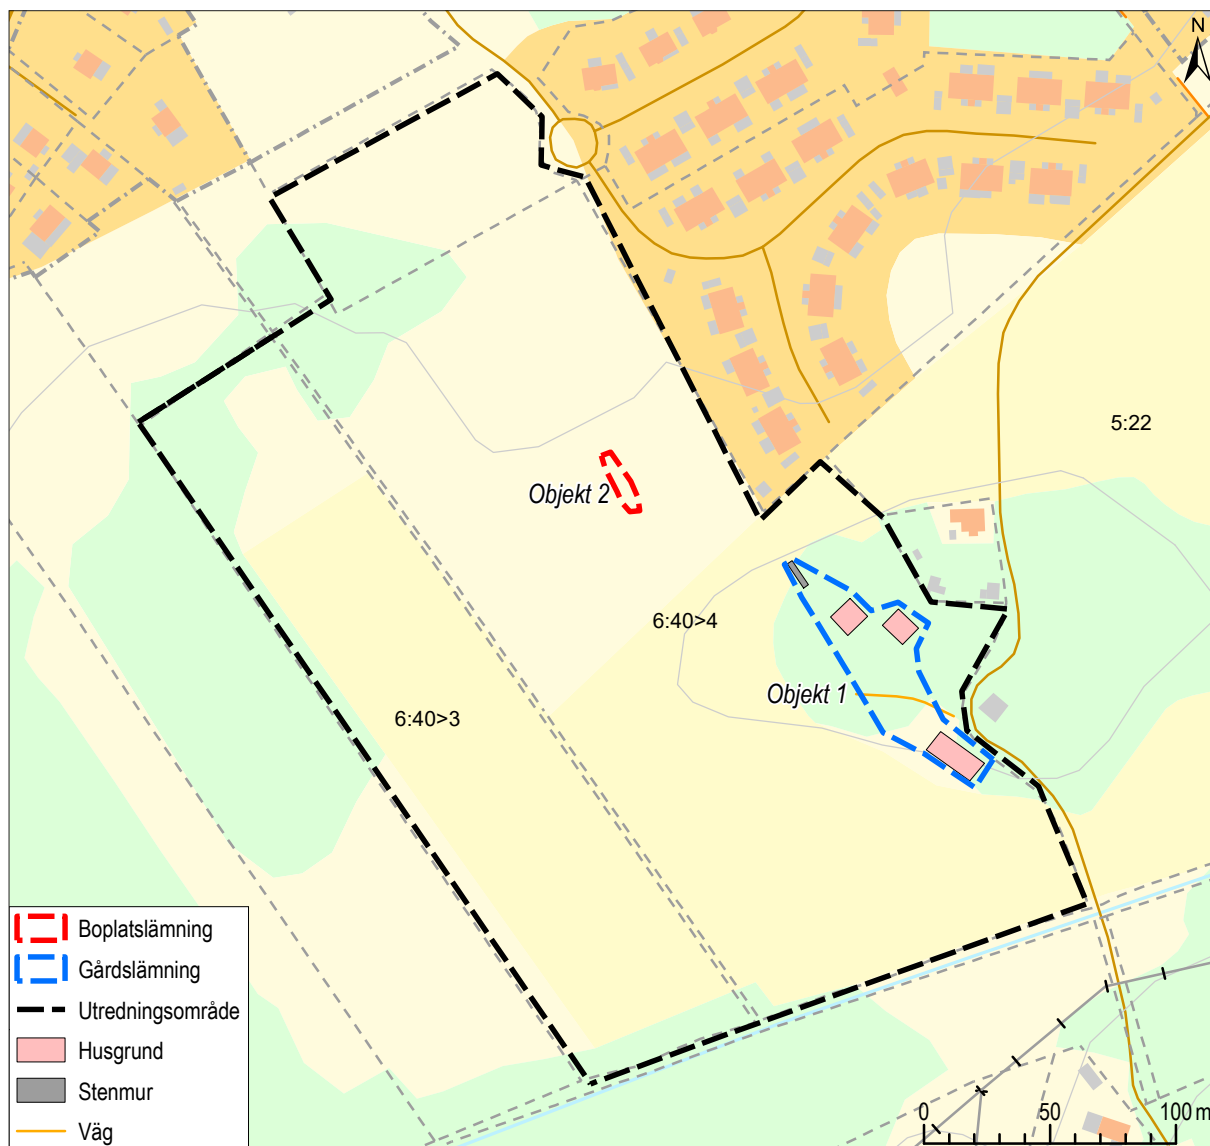 N
5:22
Objekt 2
6:40>4
Objekt 1
6:40>3
Boplatslämning
Gårdslämning
Utredningsområde
Husgrund
Stenmur
Väg
0 50 100 m